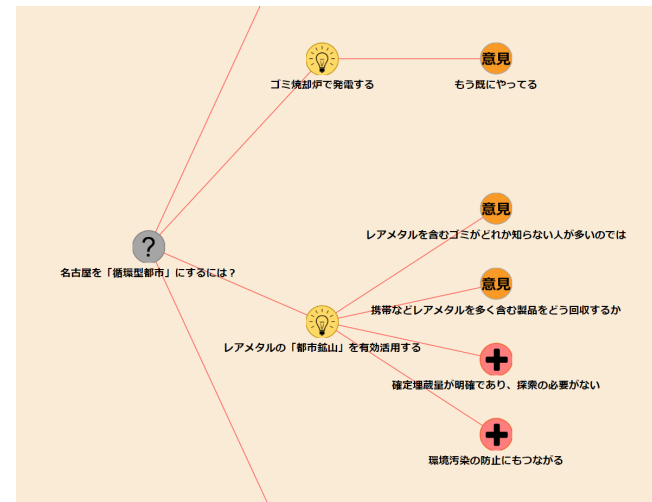 意見
ゴミ焼却炉で発電する
もう既にやってる
意見
レアメタルを含むゴミがどれか知らない人が多いのでは
?
名古屋を「循環型都市」にするには？
意見
携帯などレアメタルを多く含む製品をどう回収するか
レアメタルの「都市鉱山」を有効活用する
確定埋蔵量が明確であり、採索の必要がない
環境汚染の防止にもつながる